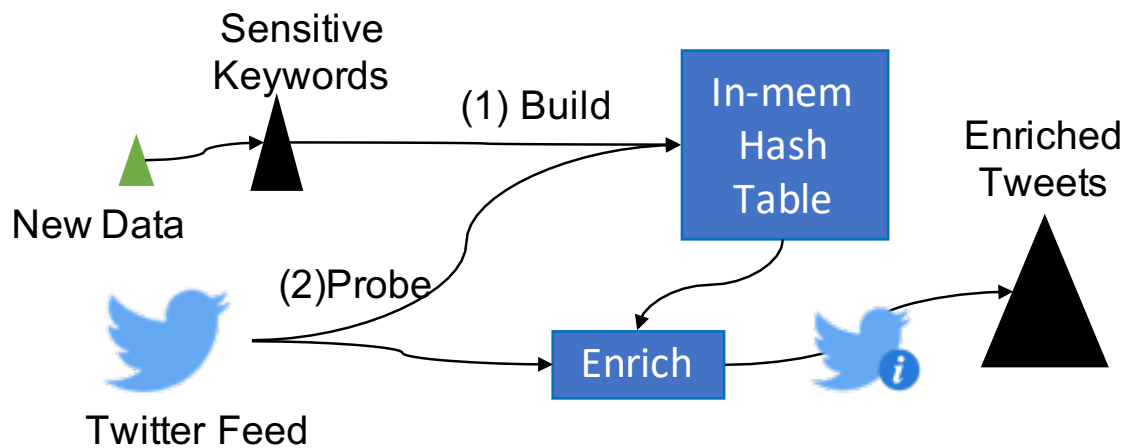 Sensitive
Keywords
(1) Build
In-mem
Hash
Table
Enriched
Tweets
New Data
(2)Probe
Enrich
i
Twitter Feed